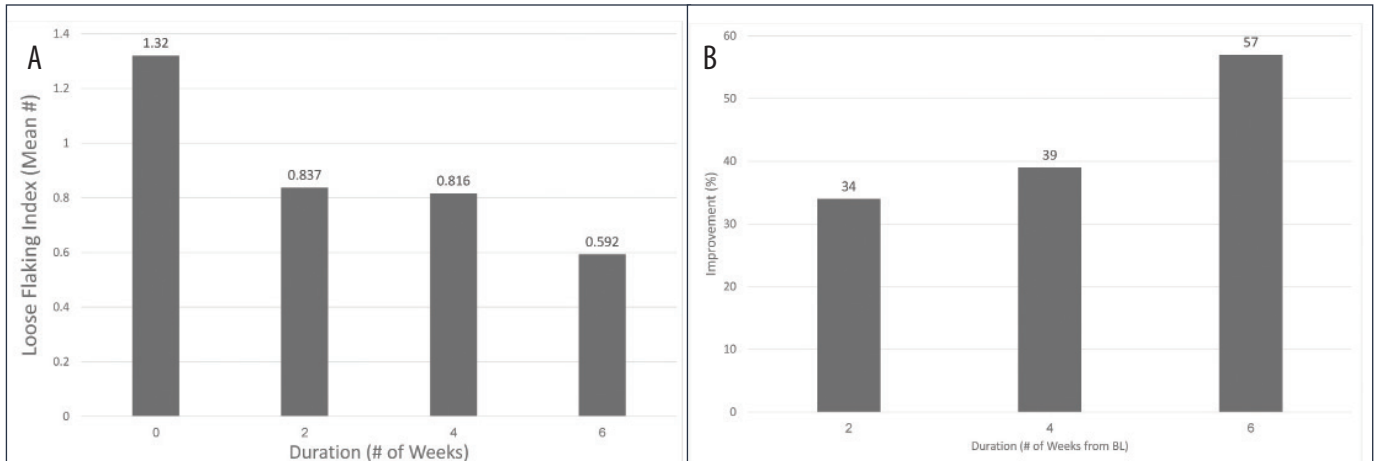 A
Loose Flaking Index (Mean #)
1.4
1.2
1
0.8
0.6
0.4
0.2
0
1.32
0.837
0.816
0.592
0 2 4 6
Duration (# of Weeks)
B
Improvement (%)
60
50
40
30
20
10
0
34
39
57
2 4 6
Duration (# of Weeks from BL)